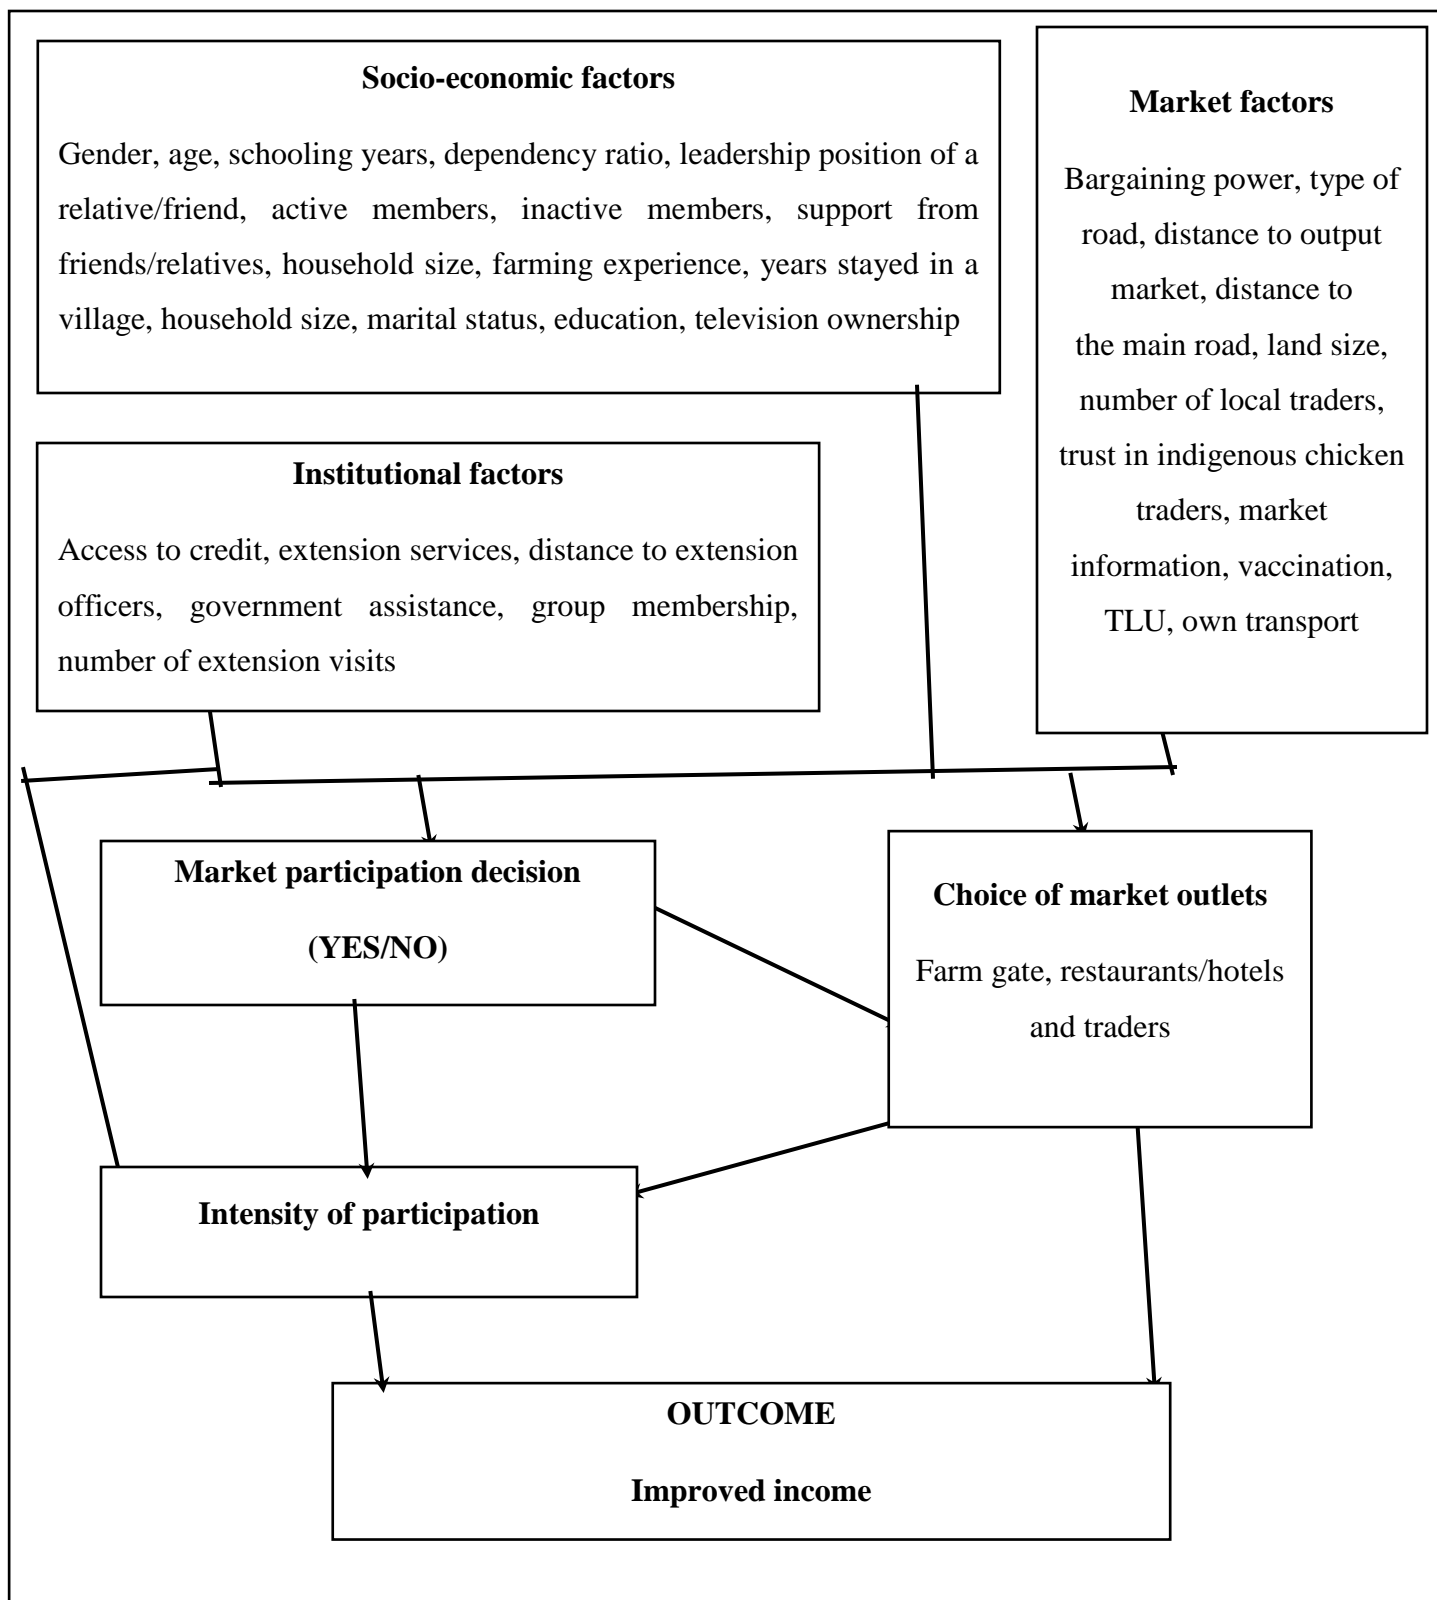 Socio-economic factors
Gender, age, schooling years, dependency ratio, leadership position of a
relative/friend, active members, inactive members, support from
friends/relatives, household size, farming experience, years stayed in a
village, household size, marital status, education, television ownership
Market factors
Bargaining power, type of
road, distance to output
market, distance to
the main road, land size,
number of local traders,
trust in indigenous chicken
traders, market
information, vaccination,
TLU, own transport
Institutional factors
Access to credit, extension services, distance to extension
officers, government assistance, group membership,
number of extension visits
Market participation decision
(YES/NO)
Choice of market outlets
Farm gate, restaurants/hotels
and traders
Intensity of participation
OUTCOME
Improved income